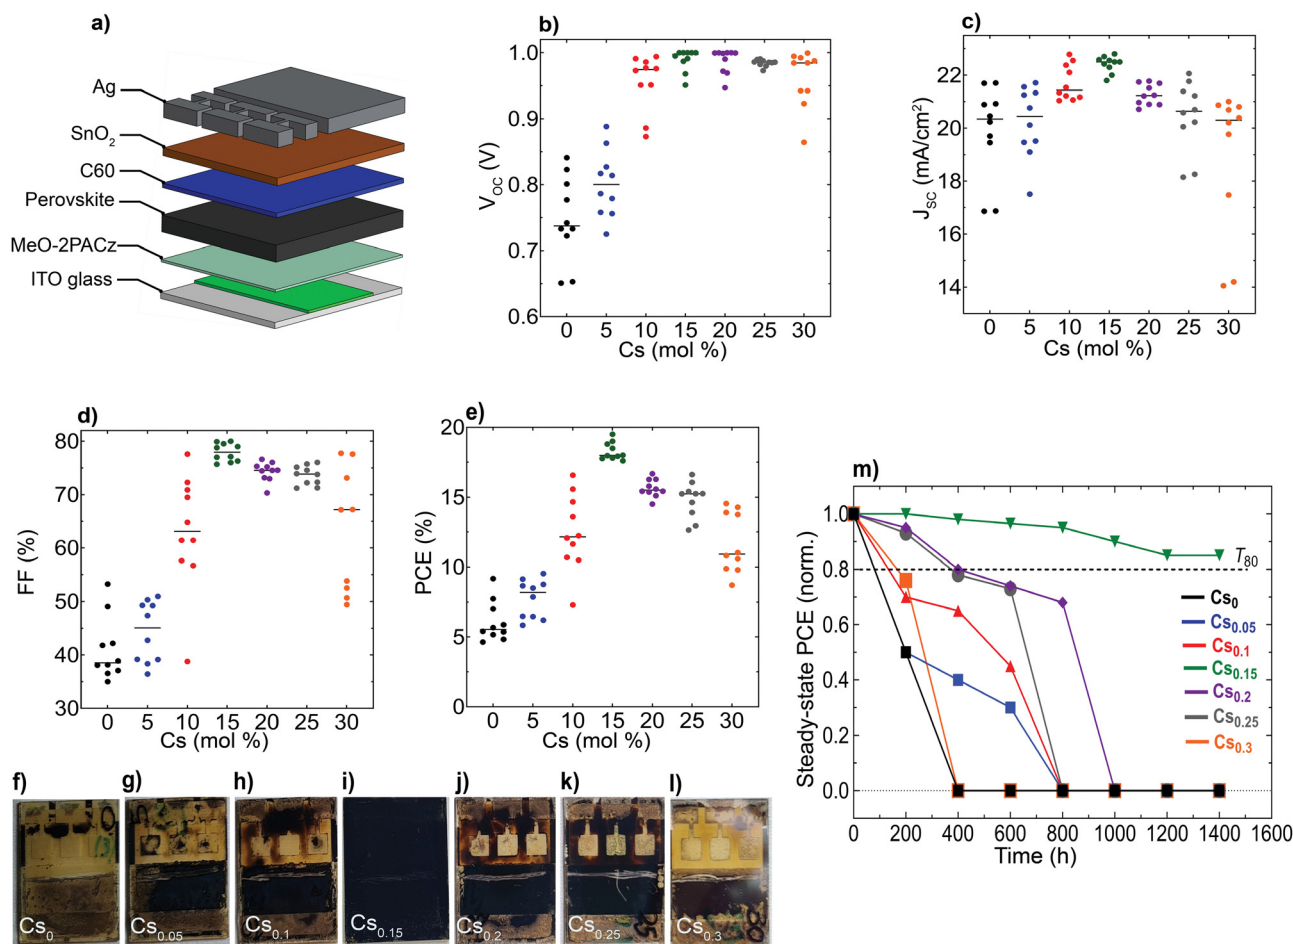 a)
Ag
SnO2
C60
Perovskite
MeO-2PACz
ITO glass
b)
VOC (V)
1.0
0.9
0.8
0.7
0.6
0 5 10 15 20 25 30
Cs (mol %)
c)
JSC (mA/cm2)
22
20
18
16
14
0 5 10 15 20 25 30
Cs (mol %)
d)
FF (%)
80
70
60
50
40
30
0 5 10 15 20 25 30
Cs (mol %)
e)
PCE (%)
20
15
10
5
0
0 5 10 15 20 25 30
Cs (mol %)
f)
Cs0
g)
Cs0.05
h)
Cs0.1
i)
Cs0.15
j)
Cs0.2
k)
Cs0.25
l)
Cs0.3
m)
Steady-state PCE (norm.)
1.0
0.8
0.6
0.4
0.2
0.0
T80
Cs0
Cs0.05
Cs0.1
Cs0.15
Cs0.2
Cs0.25
Cs0.3
0 200 400 600 800 1000 1200 1400 1600
Time (h)